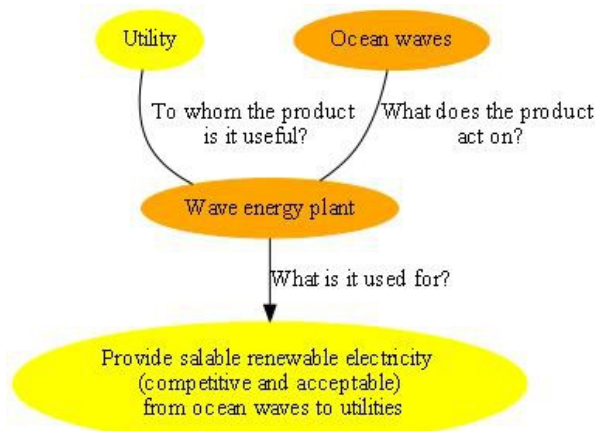 Utility
Ocean waves
To whom the product
is it useful?
What does the product
act on?
Wave energy plant
What is it used for?
Provide salable renewable electricity
(competitive and acceptable)
from ocean waves to utilities